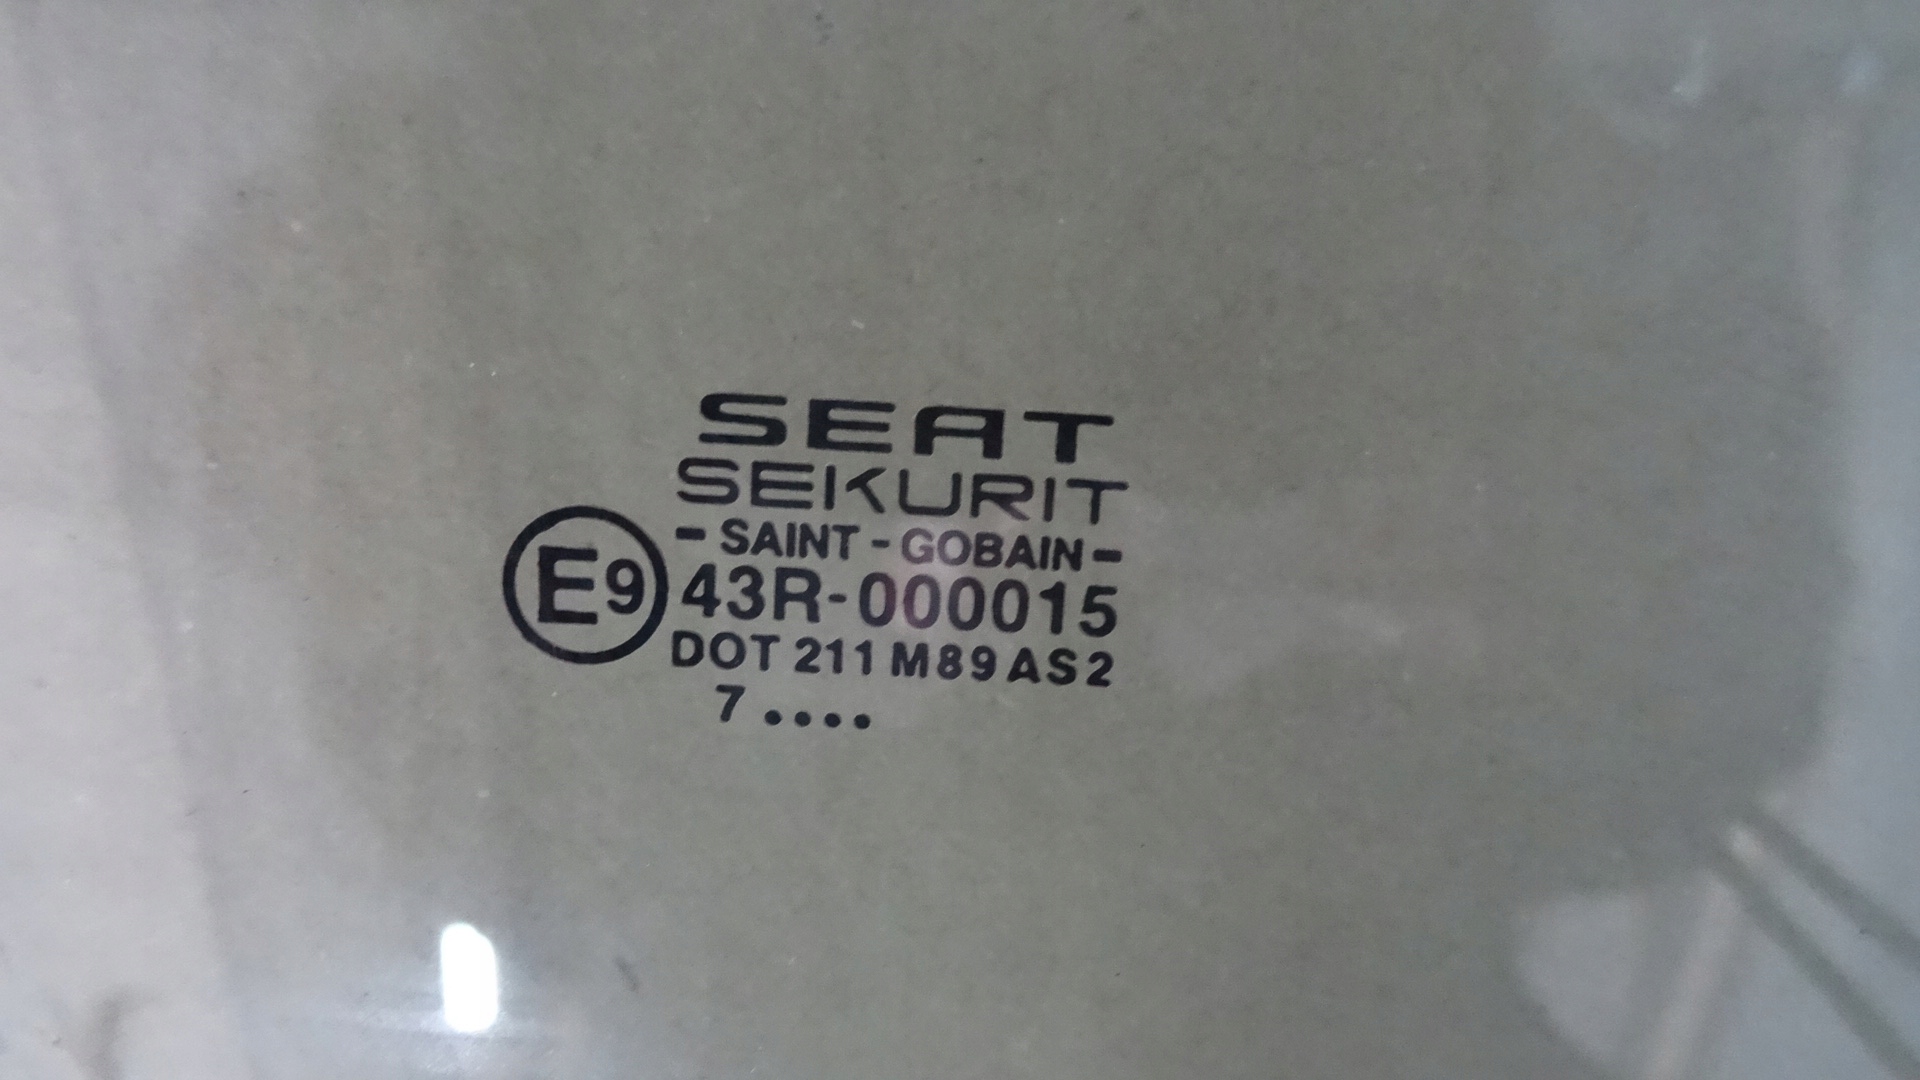 SEAT
SEKURIT
- SAINT - GOBAIN -
E9 43R-000015
DOT 211 M89 AS2
7 ....